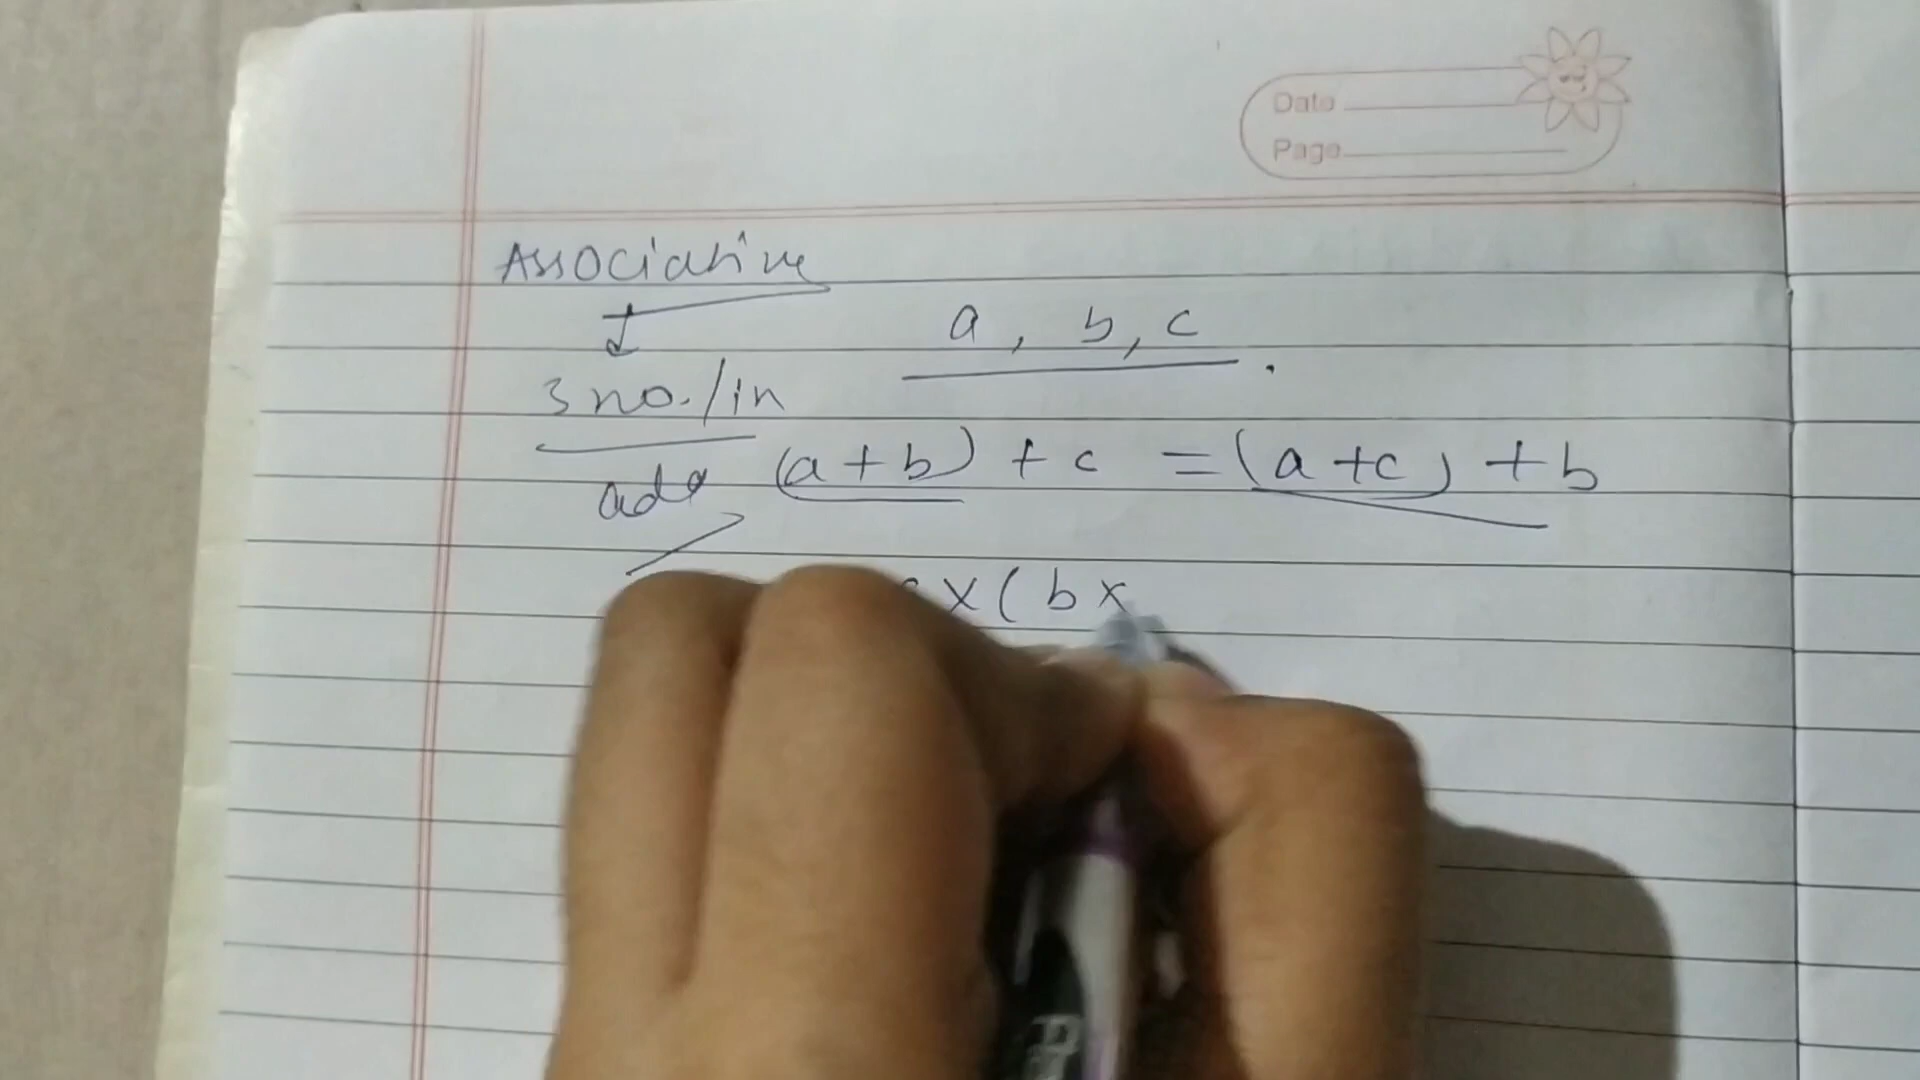 Date
Page
Associative
a, b, c.
3 no./in
add (a+b) + c = (a+c) + b
x ( b x